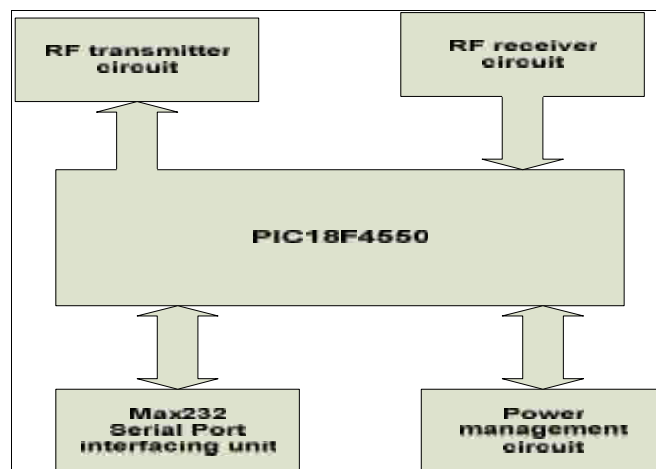 RF transmitter
circuit
RF receiver
circuit
PIC18F4550
Max232
Serial Port
interfacing unit
Power
management
circuit